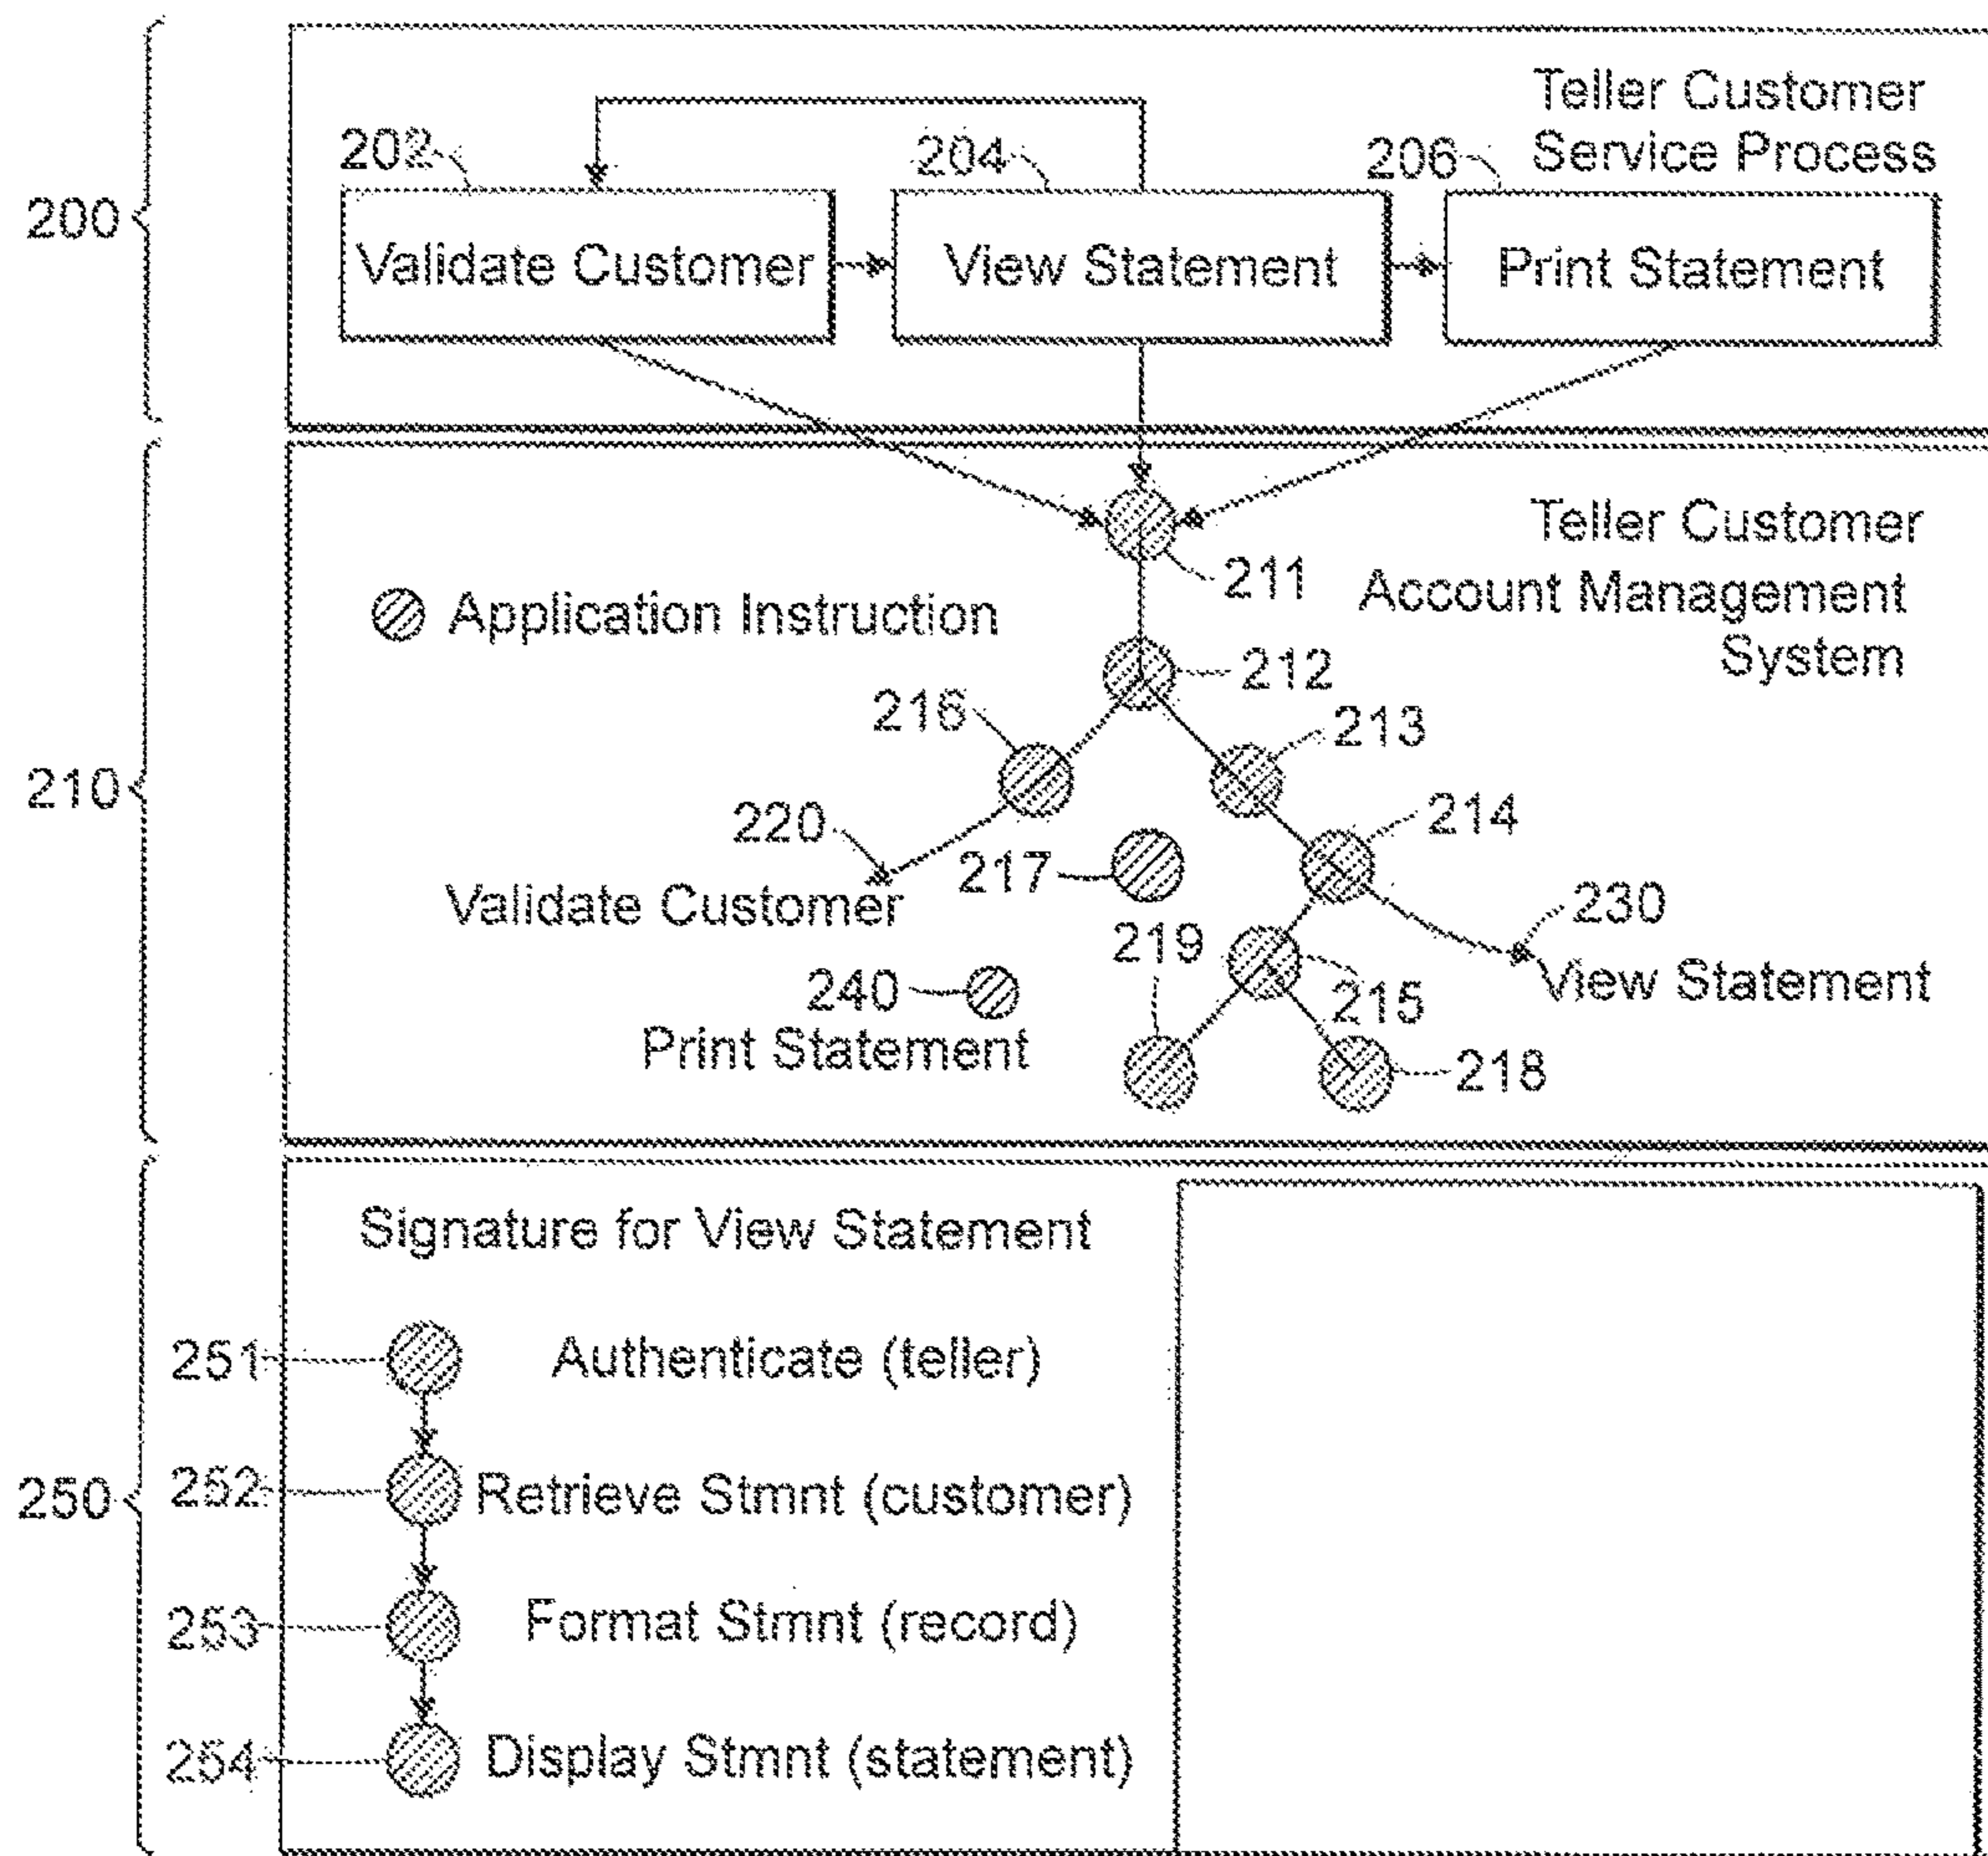 Teller Customer
Service Process
200
202
204
206
Validate Customer
View Statement
Print Statement
210
Teller Customer
Account Management
System
Application Instruction
211
212
216
213
220
217
214
Validate Customer
219
230
240
215
View Statement
Print Statement
218
250
Signature for View Statement
251
Authenticate (teller)
252
Retrieve Stmnt (customer)
253
Format Stmnt (record)
254
Display Stmnt (statement)